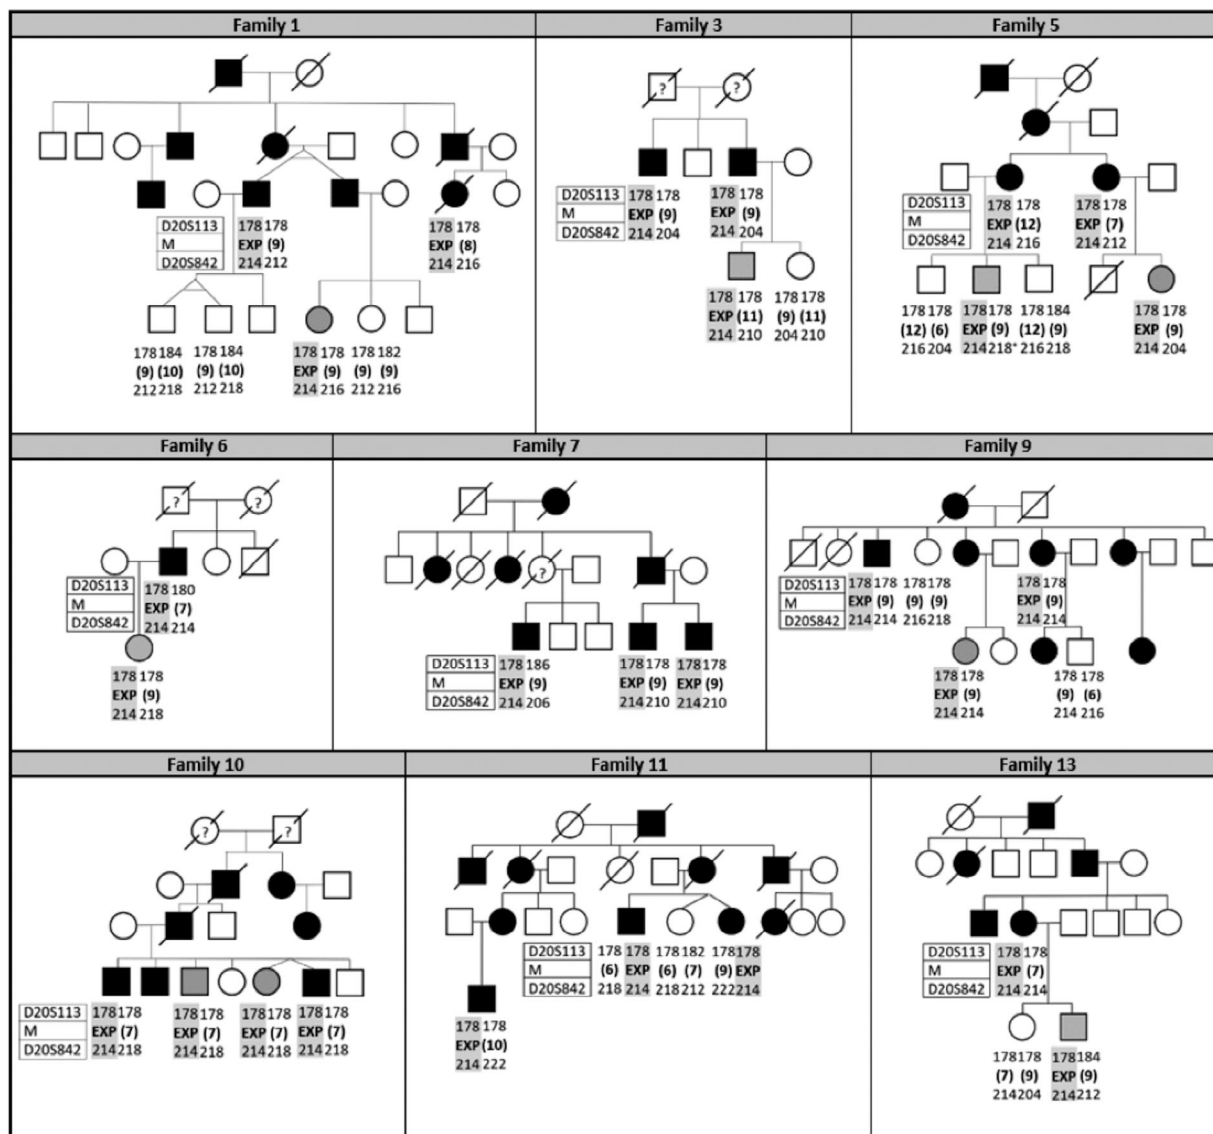 Family 1
D20S113 178 178
M EXP (9)
D20S842 214 212
178 178
EXP (8)
214 216
178 184 178 184
(9) (10) (9) (10)
212 218 212 218
178 178 178 182
EXP (9) (9) (9)
214 216 212 216
Family 3
? ?
D20S113 178 178 178 178
M EXP (9) EXP (9)
D20S842 214 204 214 204
178 178 178 178
EXP (11) (9) (11)
214 210 204 210
Family 5
D20S113 178 178 178 178
M EXP (12) EXP (7)
D20S842 214 216 214 212
178 178 178 178 178 184 178 178
(12) (6) EXP (9) (12) (9) EXP (9)
216 204 214 218* 216 218 214 204
Family 6
? ?
D20S113 178 180
M EXP (7)
D20S842 214 214
178 178
EXP (9)
214 218
Family 7
?
D20S113 178 186 178 178 178 178
M EXP (9) EXP (9) EXP (9)
D20S842 214 206 214 210 214 210
Family 9
D20S113 178 178 178 178 178 178
M EXP (9) (9) (9) EXP (9)
D20S842 214 214 216 218 214 214
178 178 178 178
EXP (9) (9) (6)
214 214 214 216
Family 10
? ?
D20S113 178 178 178 178 178 178 178 178
M EXP (7) EXP (7) EXP (7) EXP (7)
D20S842 214 218 214 218 214 218 214 218
Family 11
D20S113 178 178 178 182 178 178
M (6) EXP (6) (7) (9) EXP
D20S842 218 214 218 212 222 214
178 178
EXP (10)
214 222
Family 13
D20S113 178 178
M EXP (7)
D20S842 214 214
178 178 178 184
(7) (9) EXP (9)
214 204 214 212